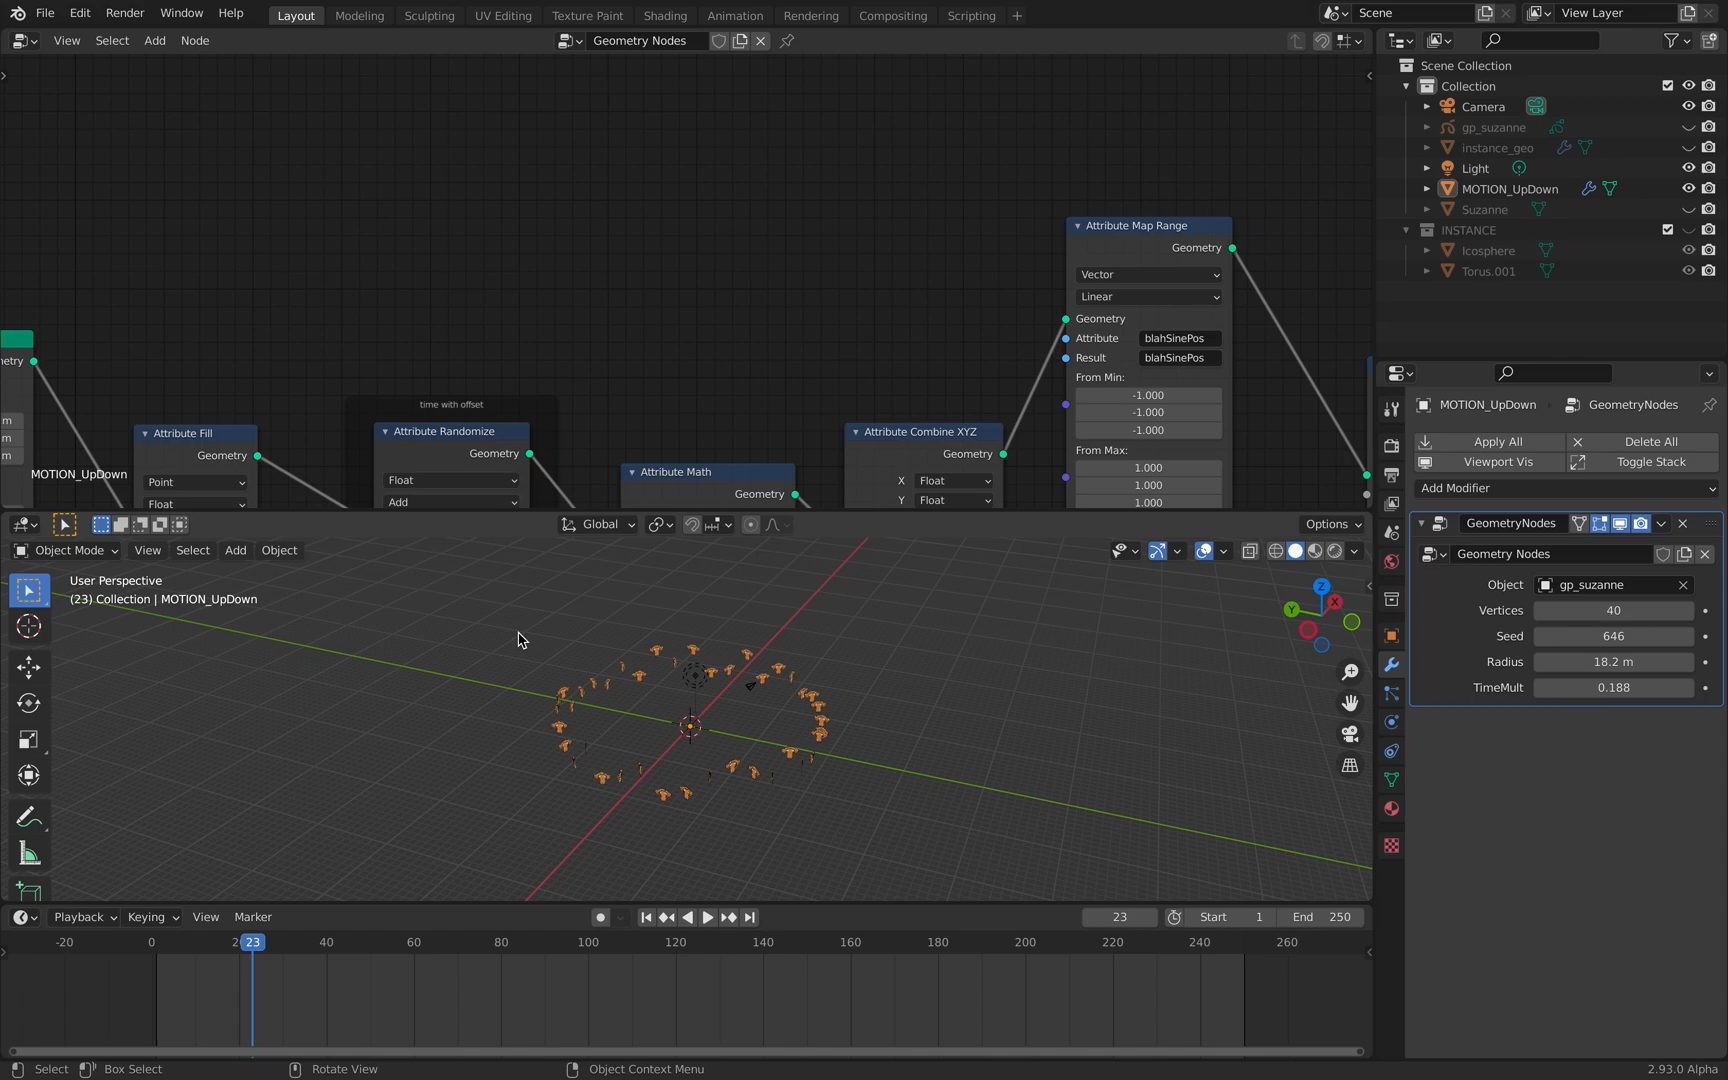 File Edit Render Window Help
Layout Modeling Sculpting UV Editing Texture Paint Shading Animation Rendering Compositing Scripting +
Scene
View Layer
View Select Add Node
Geometry Nodes
Scene Collection
Collection
Camera
gp_suzanne
instance_geo
Light
MOTION_UpDown
Suzanne
INSTANCE
Icosphere
Torus.001
Attribute Map Range
Geometry
Vector
Linear
Geometry
Attribute blahSinePos
Result blahSinePos
From Min:
-1.000
-1.000
-1.000
From Max:
1.000
1.000
1.000
etry
m
m
m
MOTION_UpDown
Attribute Fill
Geometry
Point
Float
time with offset
Attribute Randomize
Geometry
Float
Add
Attribute Math
Geometry
Attribute Combine XYZ
Geometry
X Float
Y Float
MOTION_UpDown GeometryNodes
Apply All Delete All
Viewport Vis Toggle Stack
Add Modifier
GeometryNodes
Geometry Nodes
Object gp_suzanne
Vertices 40
Seed 646
Radius 18.2 m
TimeMult 0.188
Global
Options
Object Mode View Select Add Object
User Perspective
(23) Collection | MOTION_UpDown
Z
X
Y
Playback Keying View Marker
23 Start 1 End 250
-20 0 2 23 40 60 80 100 120 140 160 180 200 220 240 260
Select Box Select Rotate View Object Context Menu 2.93.0 Alpha